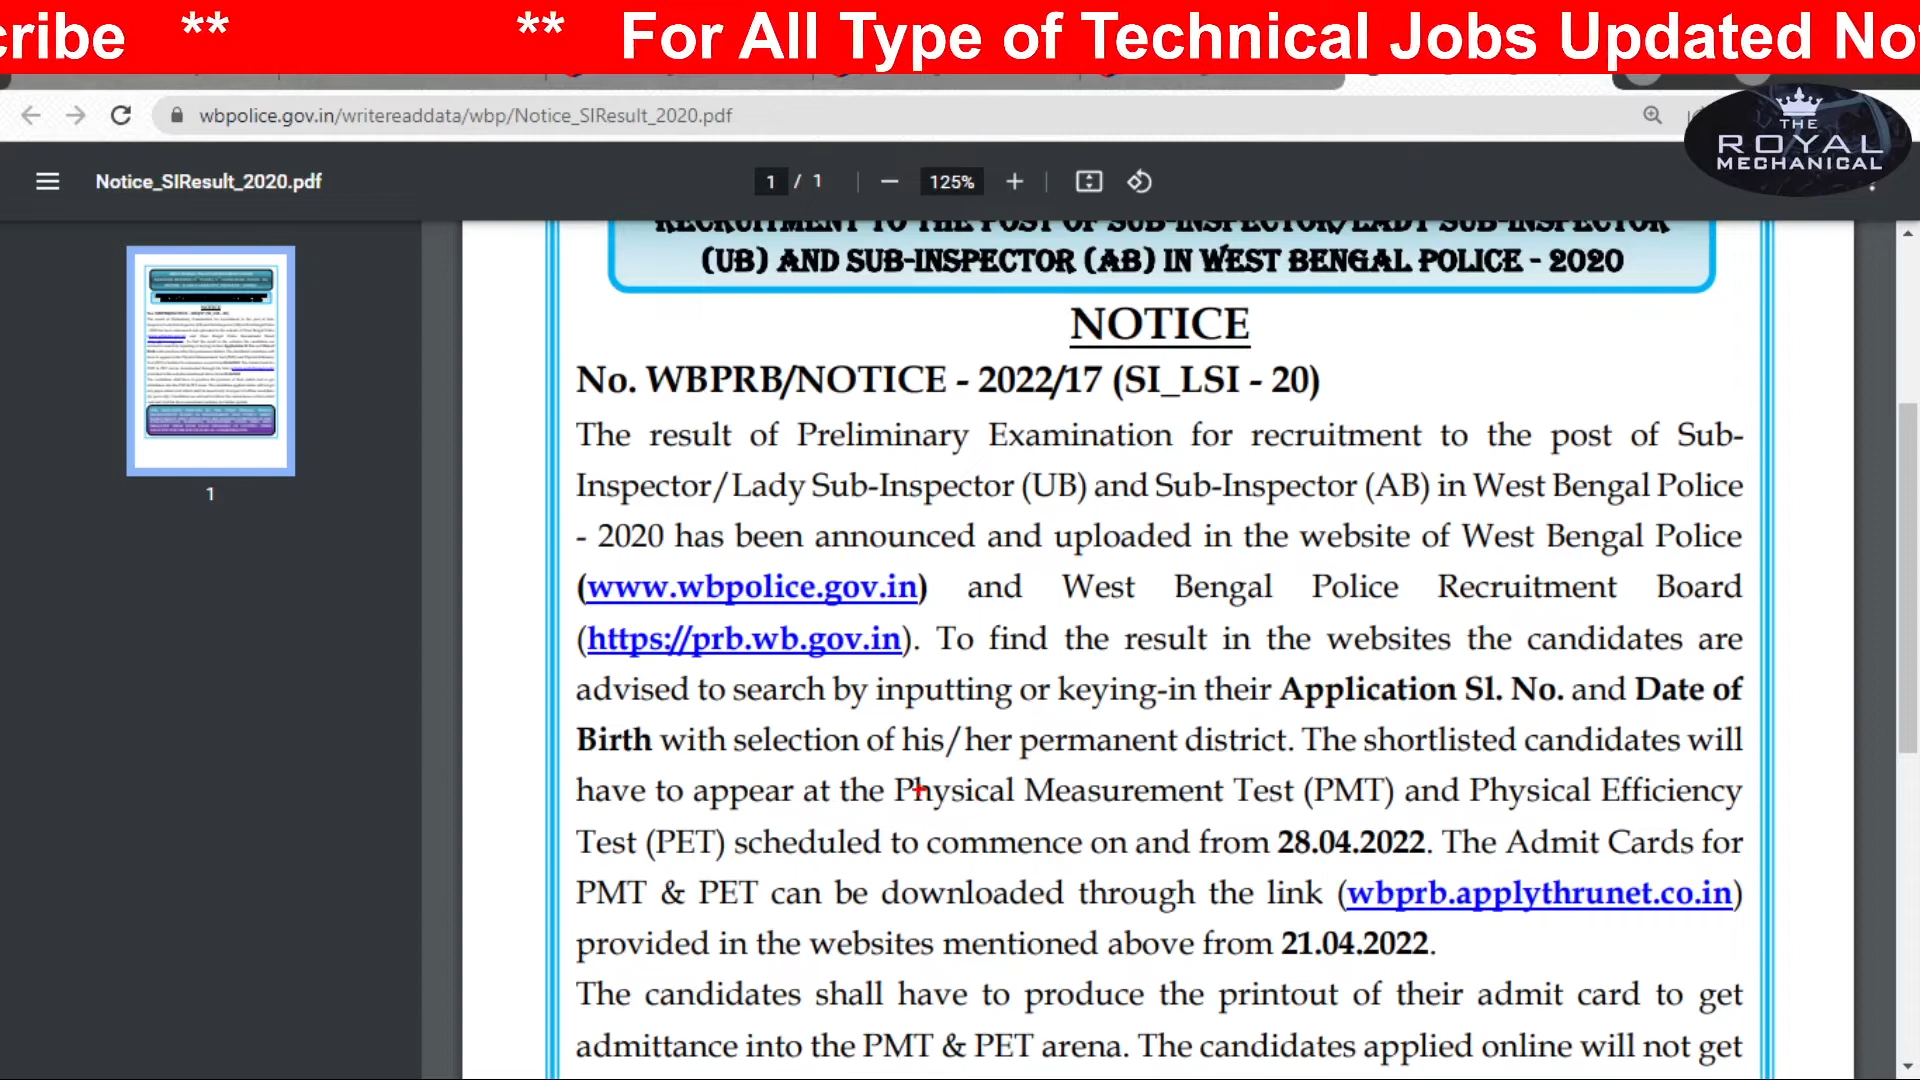 cribe ** ** For All Type of Technical Jobs Updated No
wbpolice.gov.in/writereaddata/wbp/Notice_SIResult_2020.pdf
THE
ROYAL
MECHANICAL
Notice_SIResult_2020.pdf
1 / 1
125%
1
RECRUITMENT TO THE POST OF SUB-INSPECTOR/LADY SUB-INSPECTOR
(UB) AND SUB-INSPECTOR (AB) IN WEST BENGAL POLICE - 2020
NOTICE
No. WBPRB/NOTICE - 2022/17 (SI_LSI - 20)
The result of Preliminary Examination for recruitment to the post of Sub-
Inspector/Lady Sub-Inspector (UB) and Sub-Inspector (AB) in West Bengal Police
- 2020 has been announced and uploaded in the website of West Bengal Police
(www.wbpolice.gov.in) and West Bengal Police Recruitment Board
(https://prb.wb.gov.in). To find the result in the websites the candidates are
advised to search by inputting or keying-in their Application Sl. No. and Date of
Birth with selection of his/her permanent district. The shortlisted candidates will
have to appear at the Physical Measurement Test (PMT) and Physical Efficiency
Test (PET) scheduled to commence on and from 28.04.2022. The Admit Cards for
PMT & PET can be downloaded through the link (wbprb.applythrunet.co.in)
provided in the websites mentioned above from 21.04.2022.
The candidates shall have to produce the printout of their admit card to get
admittance into the PMT & PET arena. The candidates applied online will not get